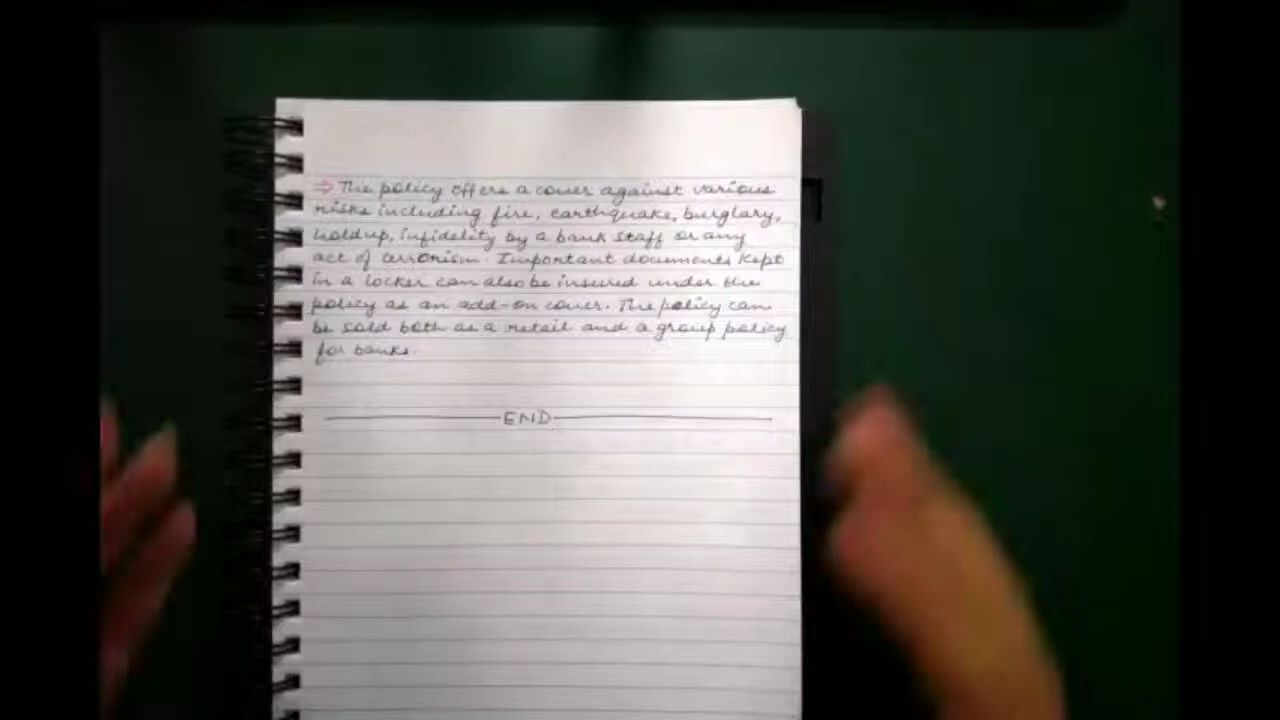 ⇒ The policy offers a cover against various
risks including fire, earthquake, burglary,
holdup, infidelity by a bank staff or any
act of terrorism. Important documents kept
in a locker can also be insured under the
policy as an add-on cover. The policy can
be sold both as a retail and a group policy
for banks.
END